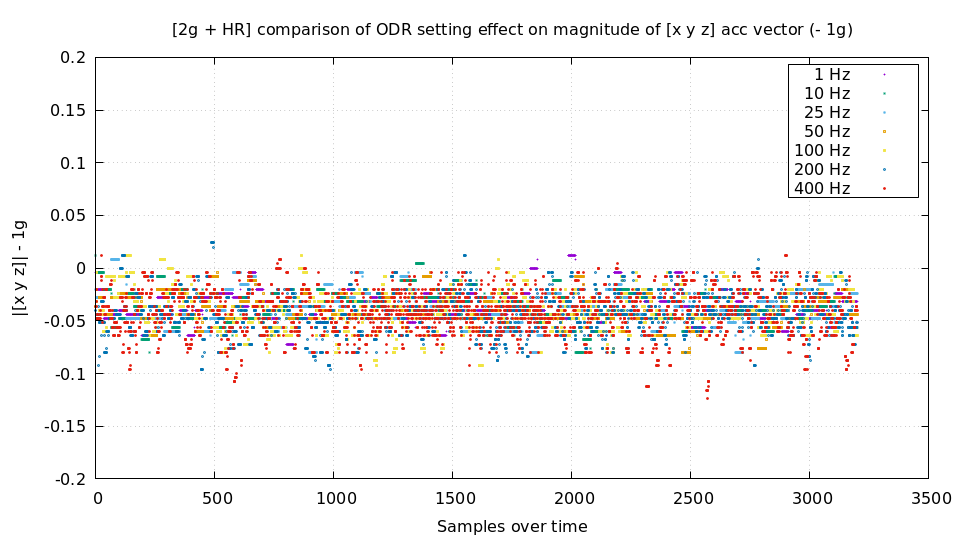 [2g + HR] comparison of ODR setting effect on magnitude of [x y z] acc vector (- 1g)
0.2
0.15
0.1
0.05
0
-0.05
-0.1
-0.15
-0.2
|[x y z]| - 1g
1 Hz
10 Hz
25 Hz
50 Hz
100 Hz
200 Hz
400 Hz
0 500 1000 1500 2000 2500 3000 3500
Samples over time